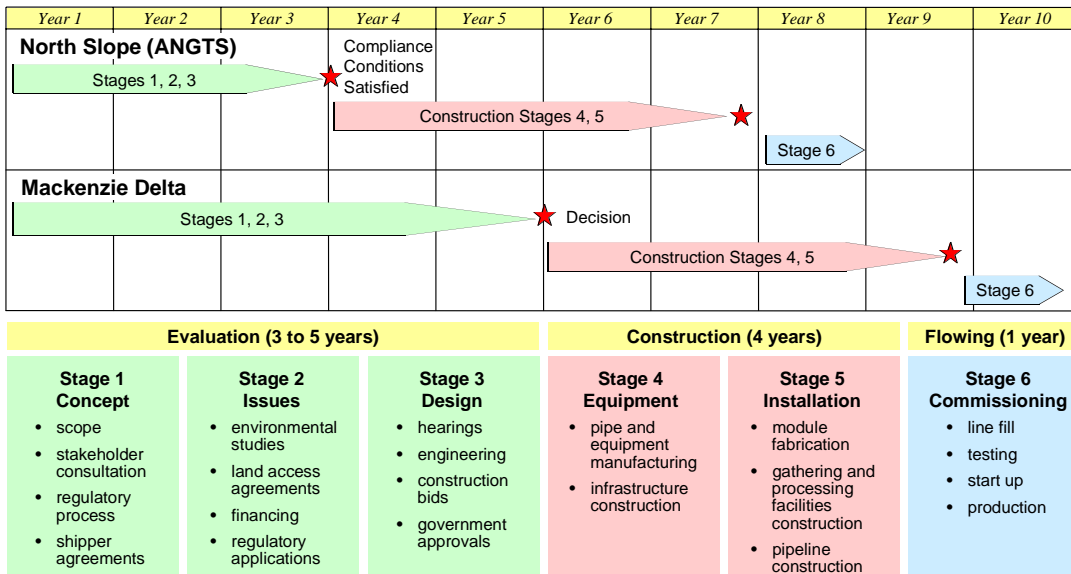 Year 1 Year 2 Year 3 Year 4 Year 5 Year 6 Year 7 Year 8 Year 9 Year 10
North Slope (ANGTS)
Compliance
Conditions
Satisfied
Stages 1, 2, 3
Construction Stages 4, 5
Stage 6
Mackenzie Delta
Stages 1, 2, 3
Decision
Construction Stages 4, 5
Stage 6
Evaluation (3 to 5 years)
Construction (4 years)
Flowing (1 year)
Stage 1
Concept
• scope
• stakeholder
consultation
• regulatory
process
• shipper
agreements
Stage 2
Issues
• environmental
studies
• land access
agreements
• financing
• regulatory
applications
Stage 3
Design
• hearings
• engineering
• construction
bids
• government
approvals
Stage 4
Equipment
• pipe and
equipment
manufacturing
• infrastructure
construction
Stage 5
Installation
• module
fabrication
• gathering and
processing
facilities
construction
• pipeline
construction
Stage 6
Commissioning
• line fill
• testing
• start up
• production